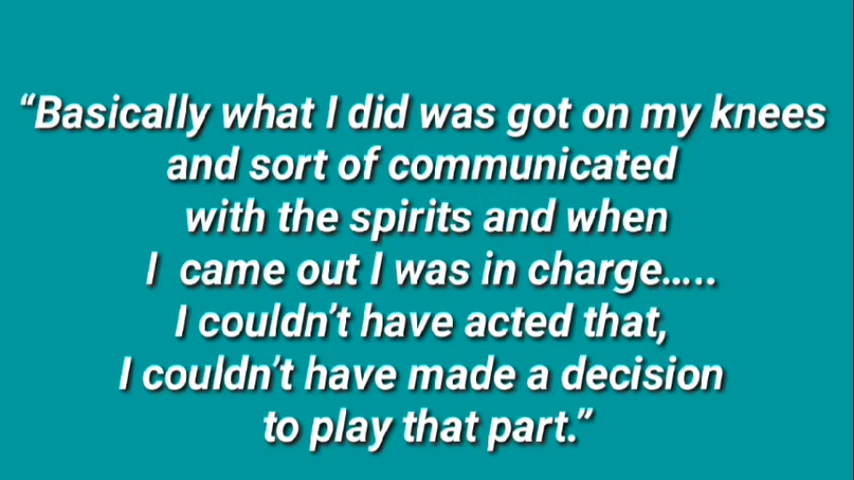 “Basically what I did was got on my knees
and sort of communicated
with the spirits and when
I came out I was in charge.....
I couldn’t have acted that,
I couldn’t have made a decision
to play that part.”